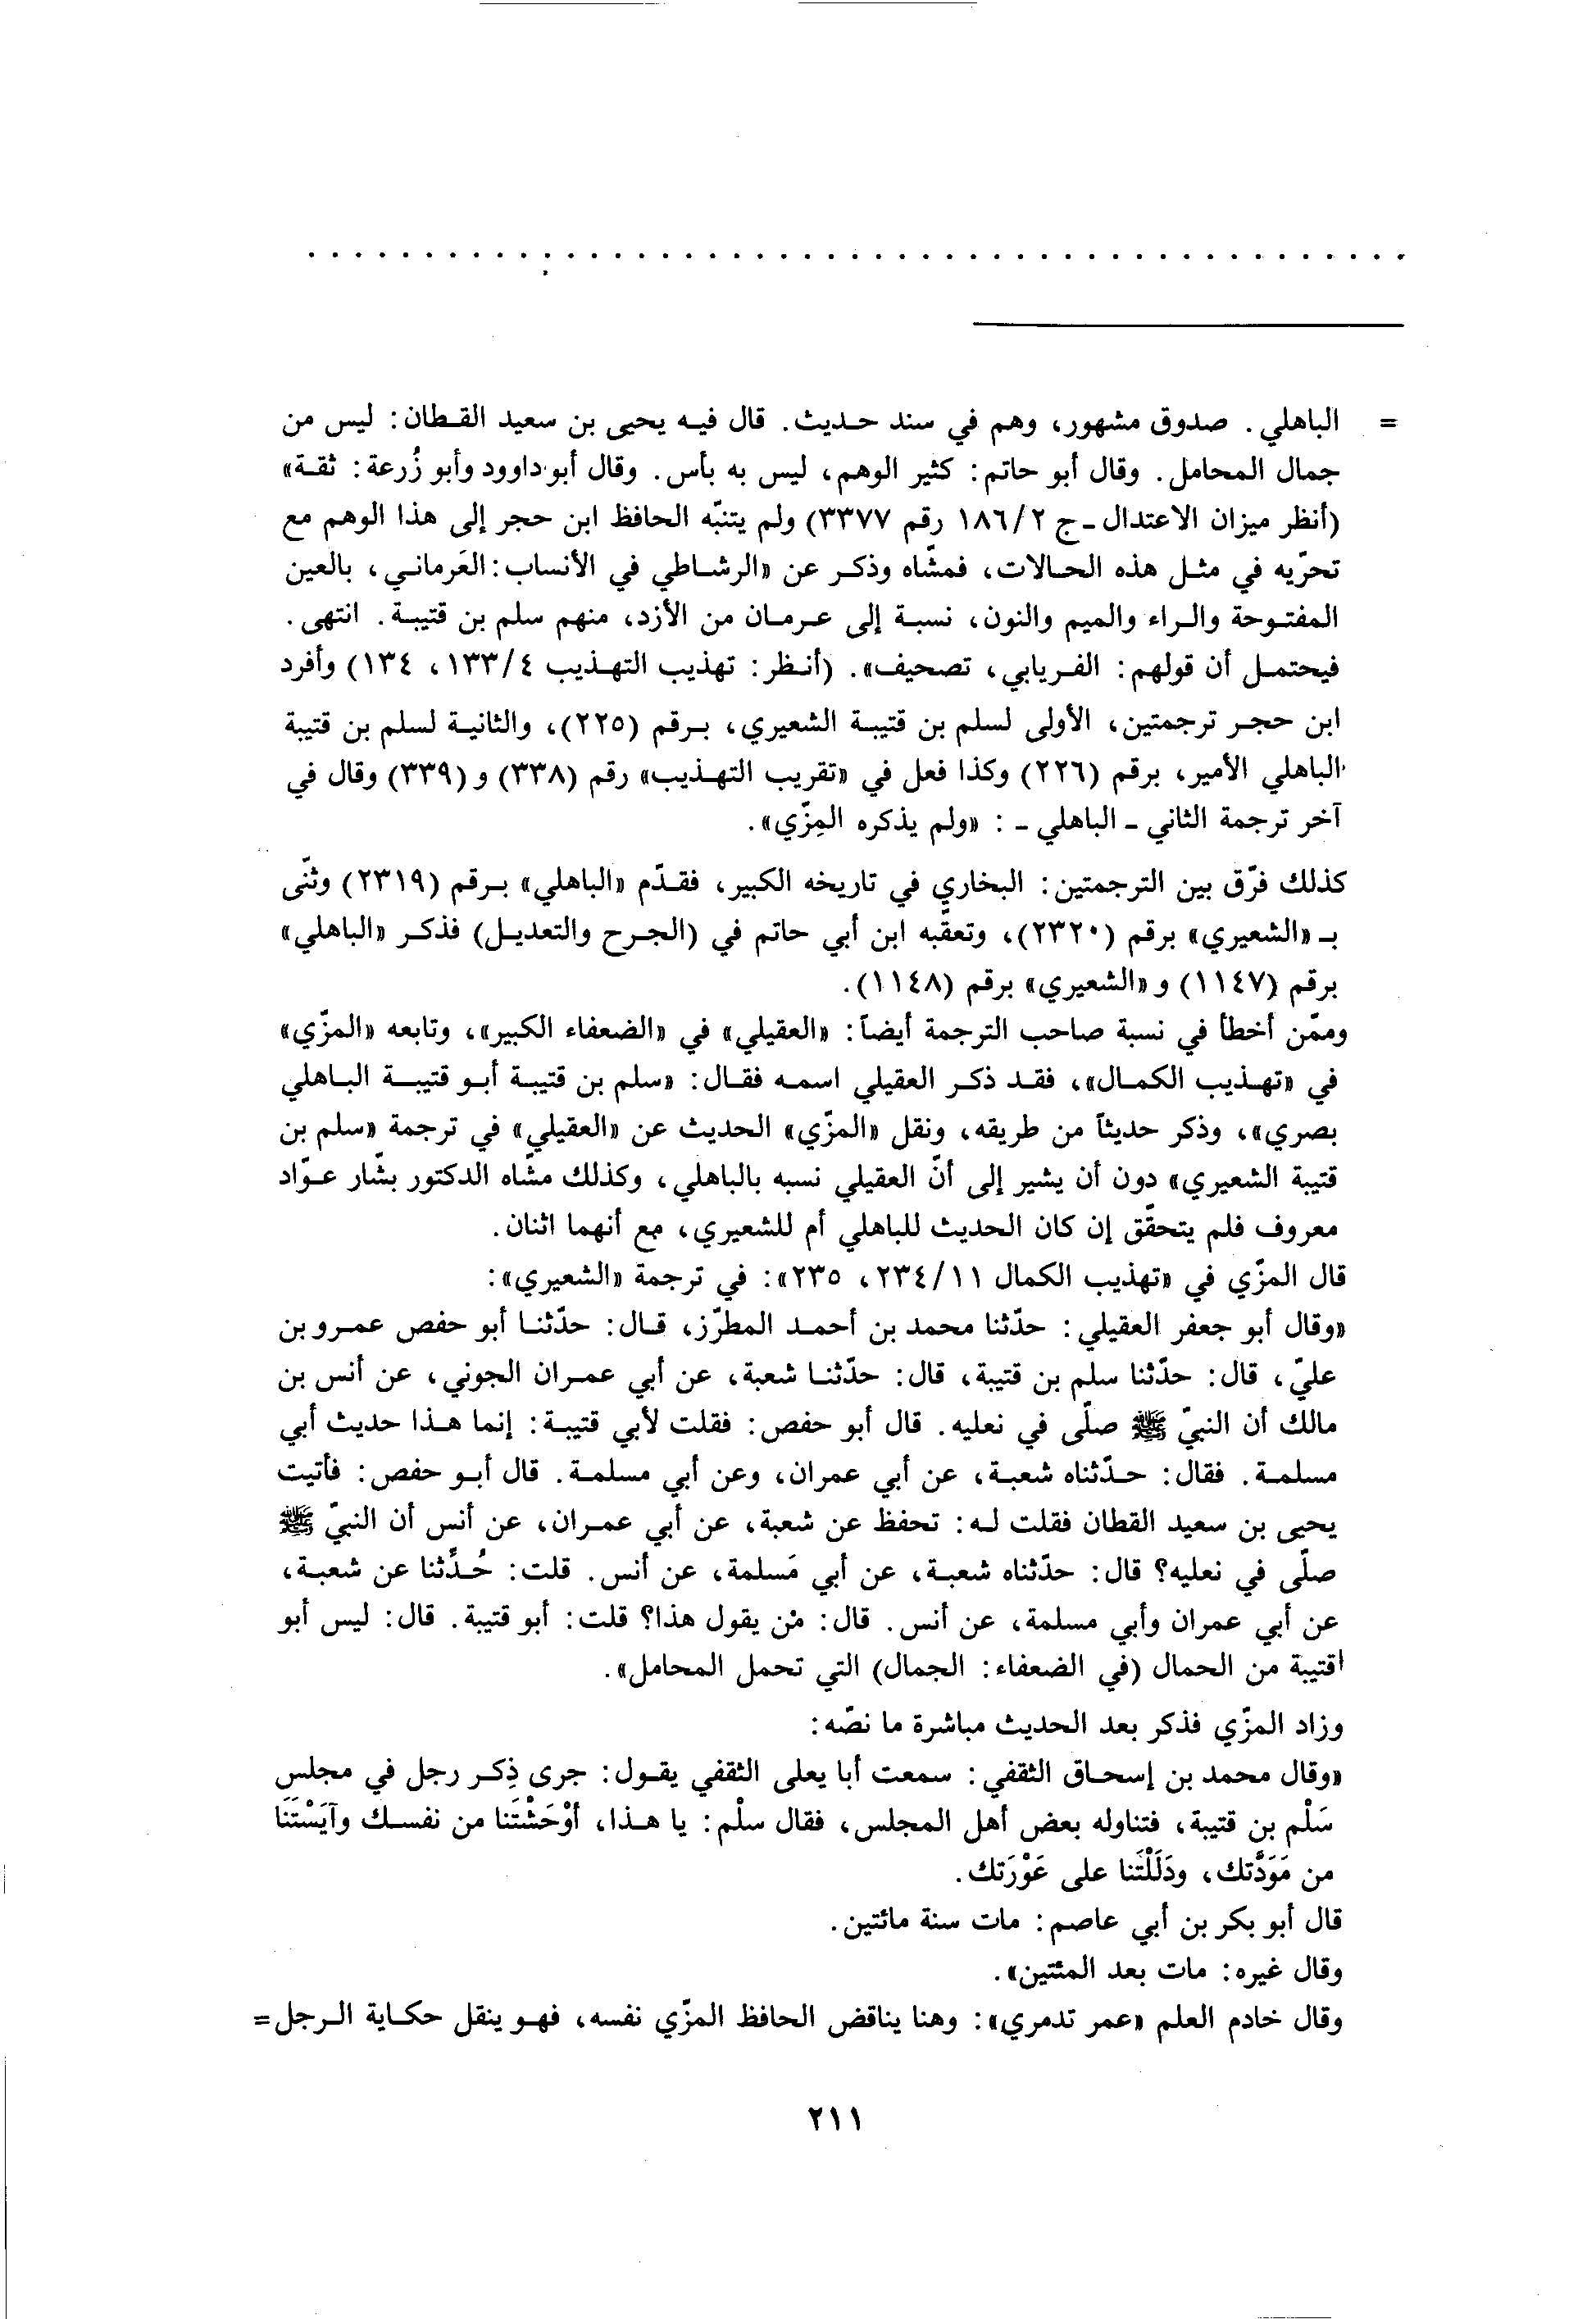 . . . . . . . . . . . . . . . . . . . . . . . . . . . . . . . . . . . . . . . . . . . . . . .
= الباهلي. صدوق مشهور، وهم في سند حديث. قال فيه يحيى بن سعيد القطان: ليس من
جمال المحامل. وقال أبو حاتم: كثير الوهم، ليس به بأس. وقال أبو داوود وأبو زُرعة: ثقة»
(أنظر ميزان الاعتدال ـ ج ٢/ ١٨٦ رقم ٣٣٧٧) ولم يتنبّه الحافظ ابن حجر إلى هذا الوهم مع
تحرّيه في مثل هذه الحالات، فمشّاه وذكر عن «الرشاطي في الأنساب: العَرماني، بالعين
المفتوحة والراء والميم والنون، نسبة إلى عرمان من الأزد، منهم سلم بن قتيبة. انتهى.
فيحتمل أن قولهم: الفريابي، تصحيف». (أنظر: تهذيب التهذيب ٤/ ١٣٣، ١٣٤) وأفرد
ابن حجر ترجمتين، الأولى لسلم بن قتيبة الشعيري، برقم (٢٢٥)، والثانية لسلم بن قتيبة
الباهلي الأمير، برقم (٢٢٦) وكذا فعل في «تقريب التهذيب» رقم (٣٣٨) و (٣٣٩) وقال في
آخر ترجمة الثاني ـ الباهلي ـ : «ولم يذكره المِزّي».
كذلك فرّق بين الترجمتين: البخاري في تاريخه الكبير، فقدّم «الباهلي» برقم (٢٣١٩) وثنّى
بـ «الشعيري» برقم (٢٣٢٠)، وتعقّبه ابن أبي حاتم في (الجرح والتعديل) فذكر «الباهلي»
برقم (١١٤٧) و «الشعيري» برقم (١١٤٨).
وممّن أخطأ في نسبة صاحب الترجمة أيضاً: «العقيلي» في «الضعفاء الكبير»، وتابعه «المزّي»
في «تهذيب الكمال»، فقد ذكر العقيلي اسمه فقال: «سلم بن قتيبة أبو قتيبة الباهلي
بصري»، وذكر حديثاً من طريقه، ونقل «المزّي» الحديث عن «العقيلي» في ترجمة «سلم بن
قتيبة الشعيري» دون أن يشير إلى أنّ العقيلي نسبه بالباهلي، وكذلك مشّاه الدكتور بشّار عوّاد
معروف فلم يتحقّق إن كان الحديث للباهلي أم للشعيري، مع أنهما اثنان.
قال المزّي في «تهذيب الكمال ١١/ ٢٣٤، ٢٣٥»: في ترجمة «الشعيري»:
«وقال أبو جعفر العقيلي: حدّثنا محمد بن أحمد المطرّز، قال: حدّثنا أبو حفص عمرو بن
عليّ، قال: حدّثنا سلم بن قتيبة، قال: حدّثنا شعبة، عن أبي عمران الجوني، عن أنس بن
مالك أن النبيّ ﷺ صلّى في نعليه. قال أبو حفص: فقلت لأبي قتيبة: إنما هذا حديث أبي
مسلمة. فقال: حدّثناه شعبة، عن أبي عمران، وعن أبي مسلمة. قال أبو حفص: فأتيت
يحيى بن سعيد القطان فقلت له: تحفظ عن شعبة، عن أبي عمران، عن أنس أن النبيّ ﷺ
صلّى في نعليه؟ قال: حدّثناه شعبة، عن أبي مَسلمة، عن أنس. قلت: حُدِّثنا عن شعبة،
عن أبي عمران وأبي مسلمة، عن أنس. قال: مَن يقول هذا؟ قلت: أبو قتيبة. قال: ليس أبو
قتيبة من الحمال (في الضعفاء: الجمال) التي تحمل المحامل».
وزاد المزّي فذكر بعد الحديث مباشرة ما نصّه:
«وقال محمد بن إسحاق الثقفي: سمعت أبا يعلى الثقفي يقول: جرى ذِكر رجل في مجلس
سَلْم بن قتيبة، فتناوله بعض أهل المجلس، فقال سلْم: يا هذا، أوْحَشْتَنا من نفسك وآيَسْتَنَا
من مَوَدَّتك، ودَلَلْتَنا على عَوْرَتك.
قال أبو بكر بن أبي عاصم: مات سنة مائتين.
وقال غيره: مات بعد المئتين».
وقال خادم العلم «عمر تدمري»: وهنا يناقض الحافظ المزّي نفسه، فهو ينقل حكاية الرجل =
٢١١